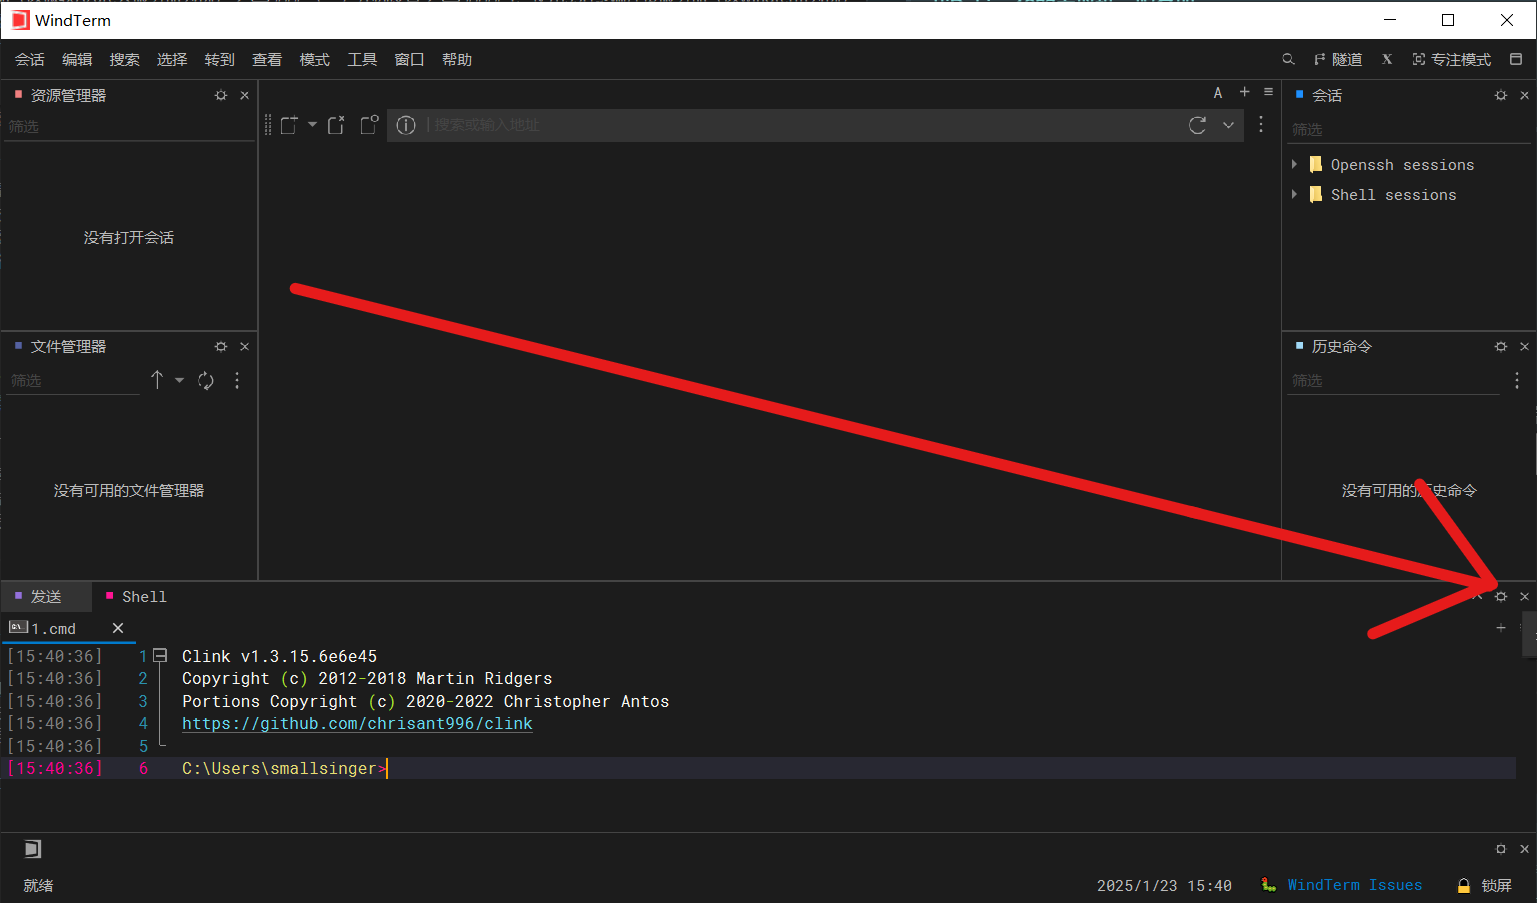 WindTerm
会话 编辑 搜索 选择 转到 查看 模式 工具 窗口 帮助 隧道 X 专注模式
资源管理器
筛选
没有打开会话
文件管理器
筛选
没有可用的文件管理器
A
搜索或输入地址
会话
筛选
Openssh sessions
Shell sessions
历史命令
筛选
没有可用的历史命令
发送 Shell
1.cmd
[15:40:36] 1 Clink v1.3.15.6e6e45
[15:40:36] 2 Copyright (c) 2012-2018 Martin Ridgers
[15:40:36] 3 Portions Copyright (c) 2020-2022 Christopher Antos
[15:40:36] 4 https://github.com/chrisant996/clink
[15:40:36] 5
[15:40:36] 6 C:\Users\smallsinger>
就绪 2025/1/23 15:40 WindTerm Issues 锁屏